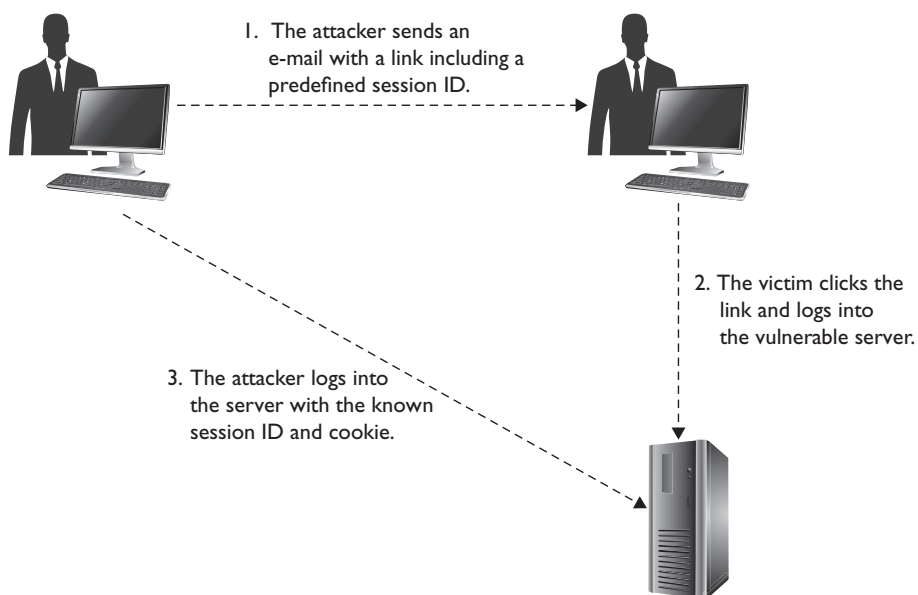 1. The attacker sends an
e-mail with a link including a
predefined session ID.
2. The victim clicks the
link and logs into
the vulnerable server.
3. The attacker logs into
the server with the known
session ID and cookie.